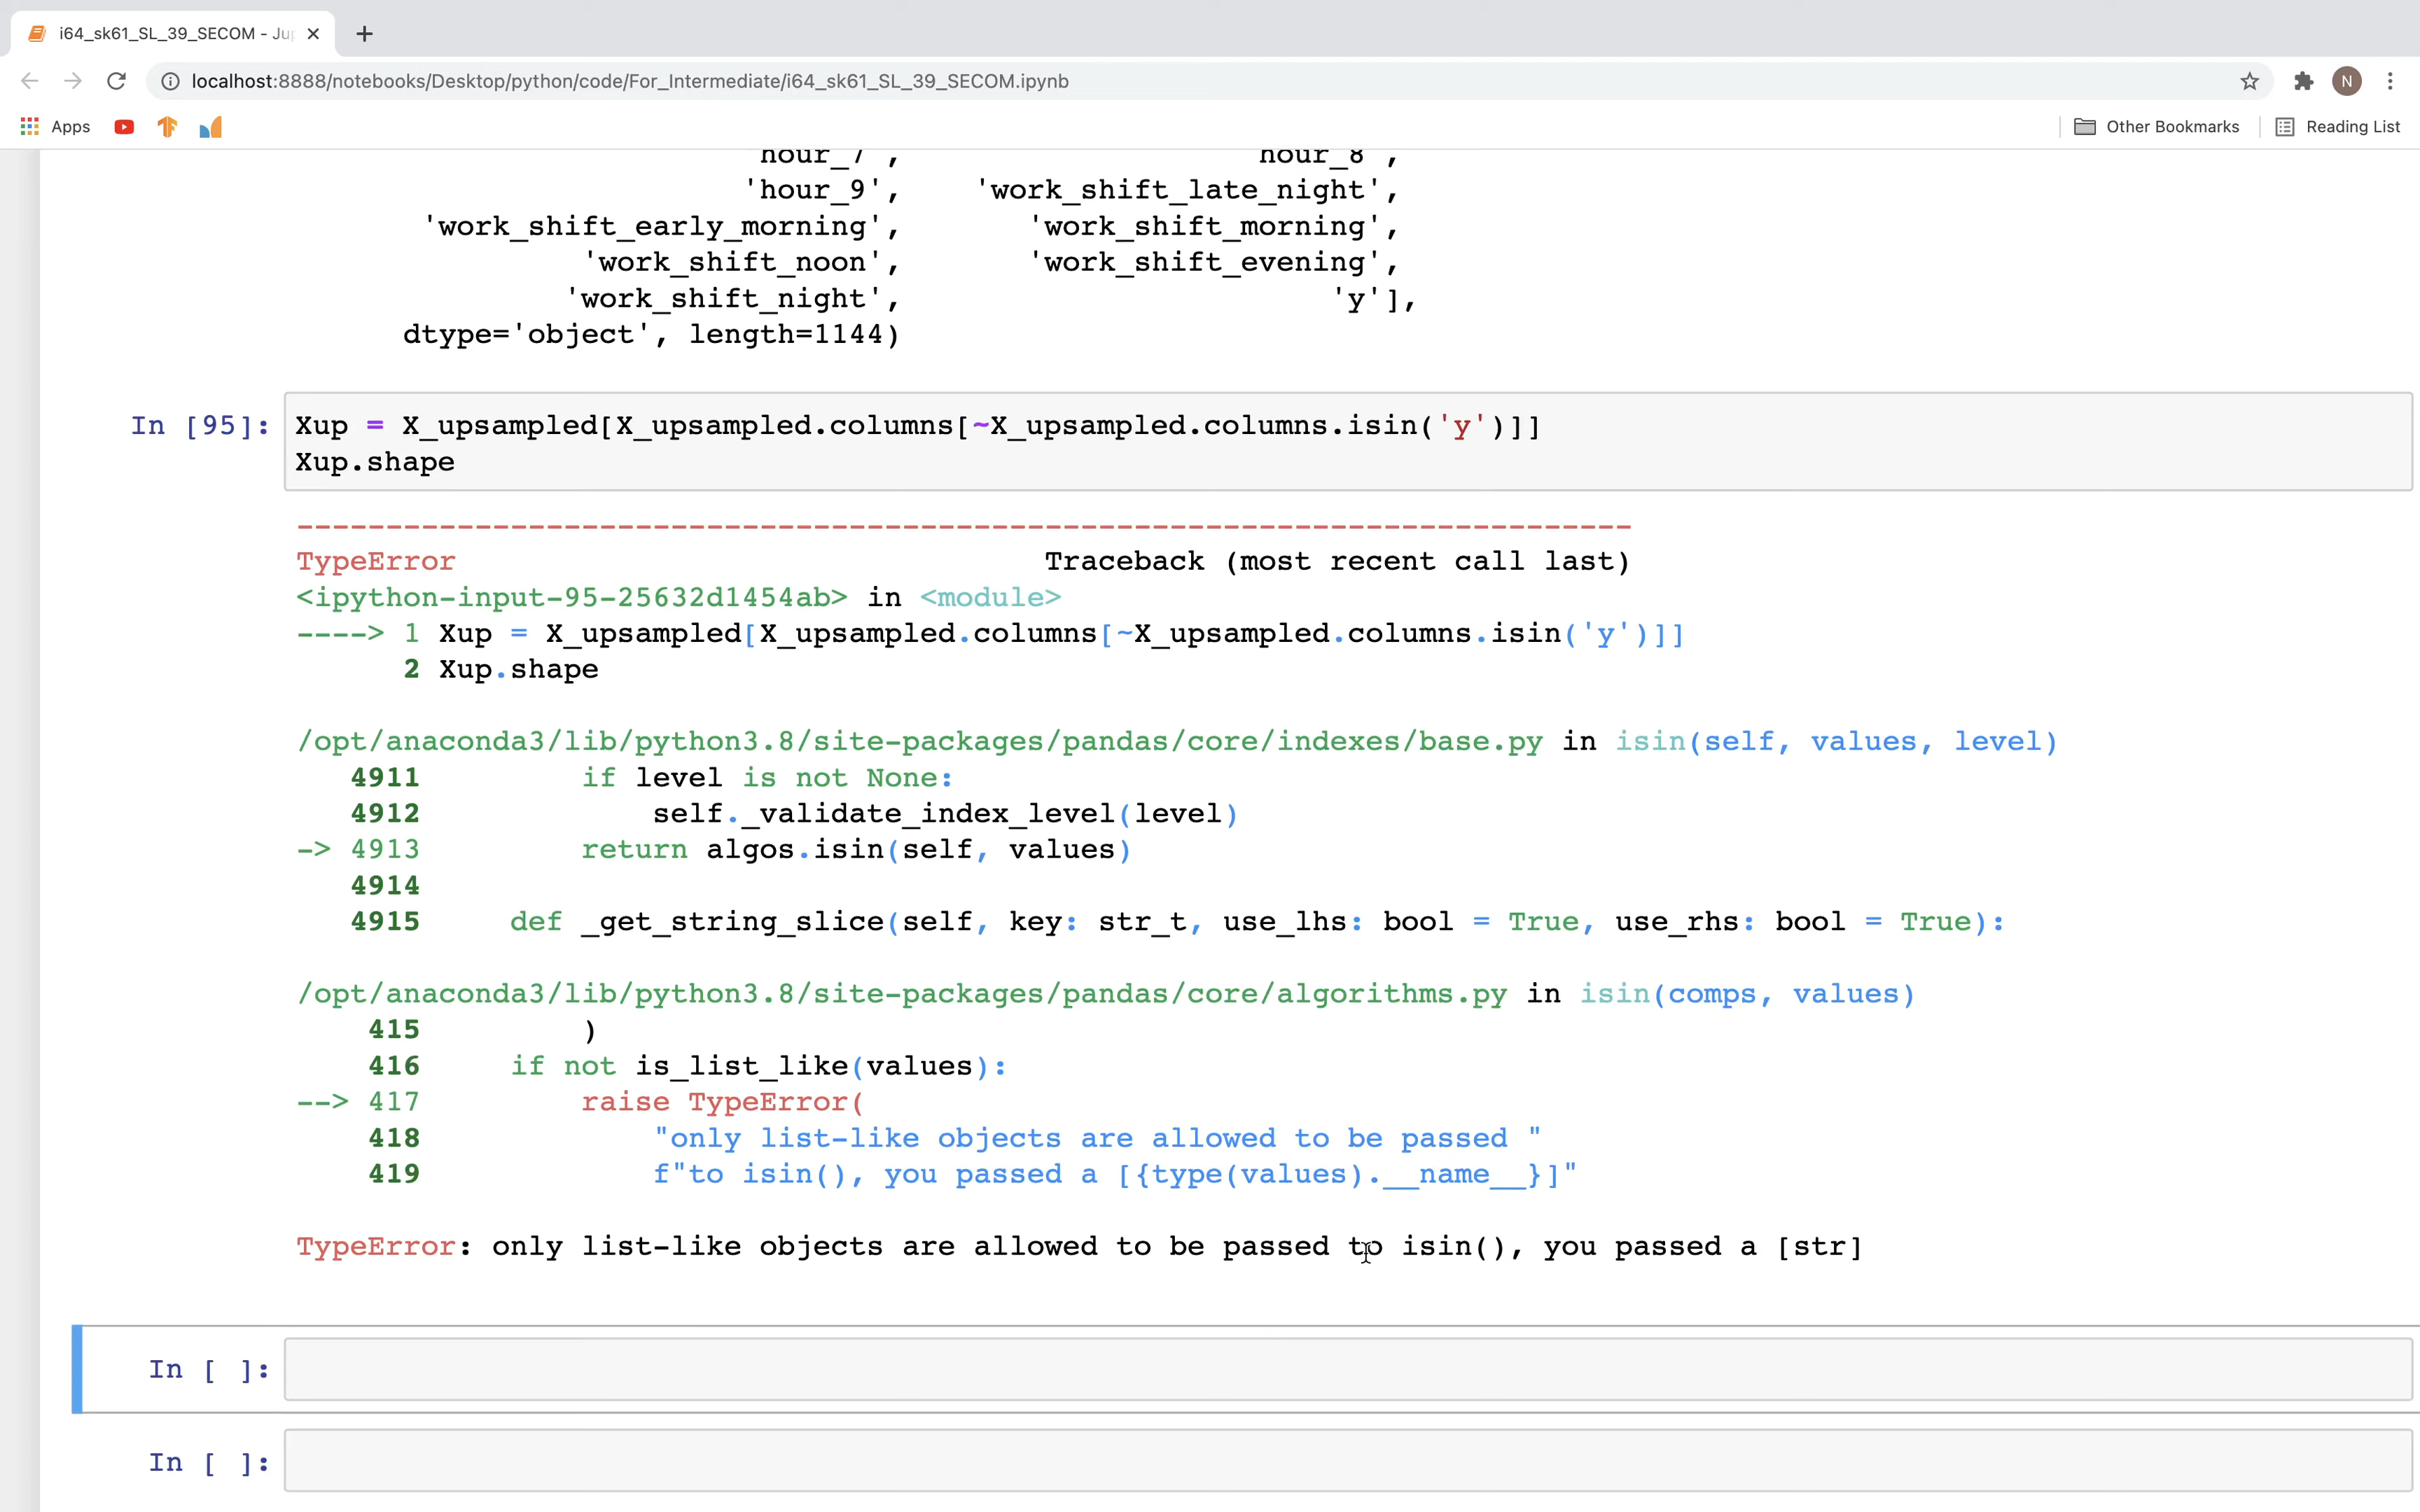 i64_sk61_SL_39_SECOM - Jup
localhost:8888/notebooks/Desktop/python/code/For_Intermediate/i64_sk61_SL_39_SECOM.ipynb
N
Apps
Other Bookmarks
Reading List
'hour_7', 'hour_8',
'hour_9', 'work_shift_late_night',
'work_shift_early_morning', 'work_shift_morning',
'work_shift_noon', 'work_shift_evening',
'work_shift_night', 'y'],
dtype='object', length=1144)
In [95]: Xup = X_upsampled[X_upsampled.columns[~X_upsampled.columns.isin('y')]]
Xup.shape
---------------------------------------------------------------------------
TypeError Traceback (most recent call last)
<ipython-input-95-25632d1454ab> in <module>
----> 1 Xup = X_upsampled[X_upsampled.columns[~X_upsampled.columns.isin('y')]]
2 Xup.shape
/opt/anaconda3/lib/python3.8/site-packages/pandas/core/indexes/base.py in isin(self, values, level)
4911 if level is not None:
4912 self._validate_index_level(level)
-> 4913 return algos.isin(self, values)
4914
4915 def _get_string_slice(self, key: str_t, use_lhs: bool = True, use_rhs: bool = True):
/opt/anaconda3/lib/python3.8/site-packages/pandas/core/algorithms.py in isin(comps, values)
415 )
416 if not is_list_like(values):
--> 417 raise TypeError(
418 "only list-like objects are allowed to be passed "
419 f"to isin(), you passed a [{type(values).__name__}]"
TypeError: only list-like objects are allowed to be passed to isin(), you passed a [str]
In [ ]:
In [ ]: